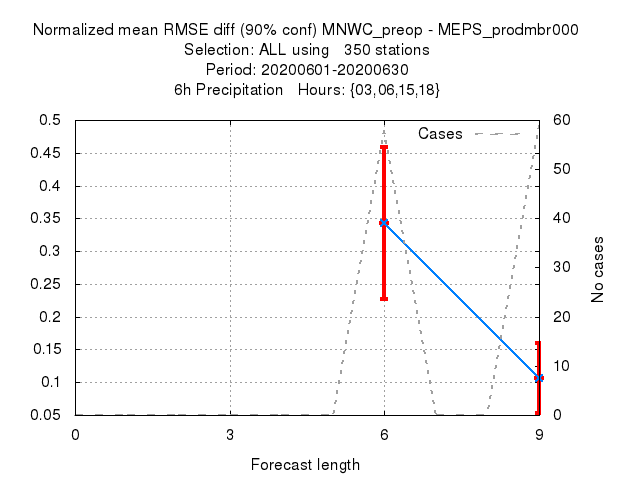 Normalized mean RMSE diff (90% conf) MNWC_preop - MEPS_prodmbr000
Selection: ALL using   350 stations
Period: 20200601-20200630
6h Precipitation   Hours: {03,06,15,18}
Cases
0.5
0.45
0.4
0.35
0.3
0.25
0.2
0.15
0.1
0.05
60
50
40
30
20
10
0
No cases
0 3 6 9
Forecast length